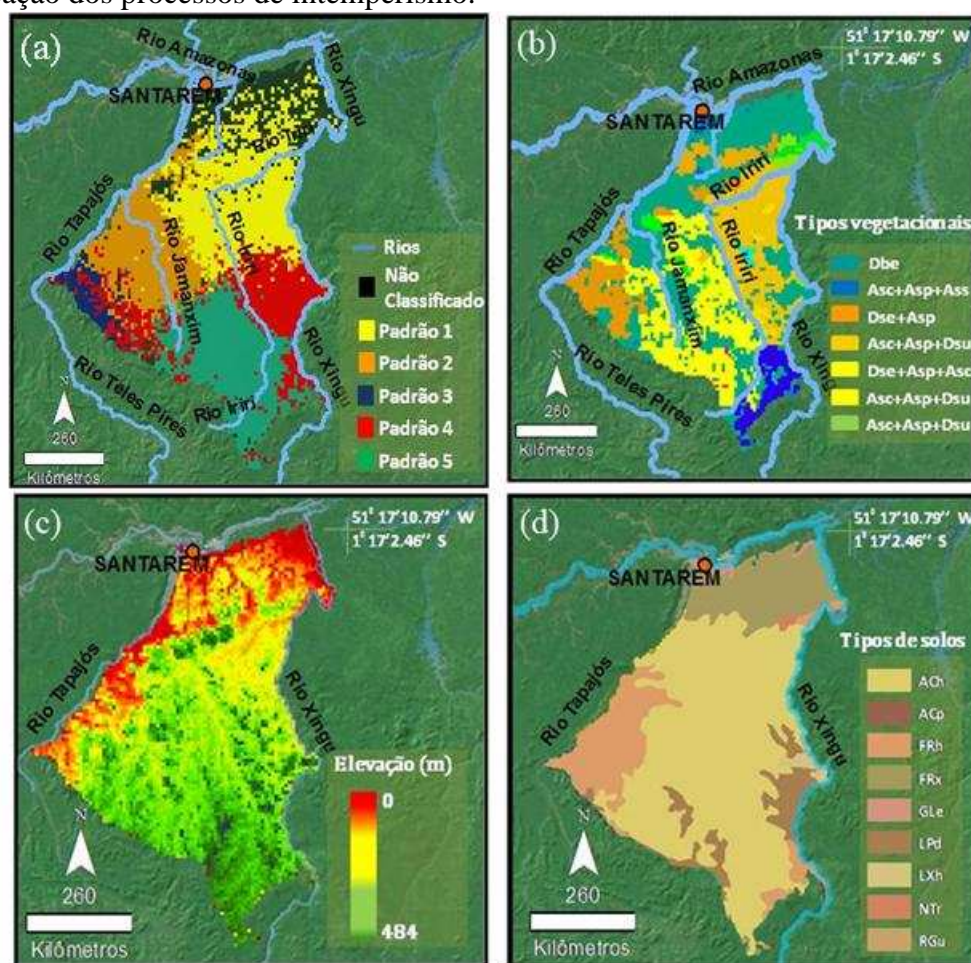 ação dos processos de intemperismo.
(a)
Rio Amazonas
Rio Xingu
SANTAREM
Rio Iriri
Rio Tapajós
Rio Jamanxim
Rio Iriri
Rio Xingu
Rio Teles Pires
Rio Iriri
N
260
Kilômetros
Rios
Não
Classificado
Padrão 1
Padrão 2
Padrão 3
Padrão 4
Padrão 5
(b)
51° 17'10.79'' W
1° 17'2.46'' S
Rio Amazonas
SANTAREM
Rio Iriri
Rio Tapajós
Rio Jamanxim
Rio Iriri
Rio Xingu
Rio Teles Pires
N
260
Kilômetros
Tipos vegetacionais
Dbe
Asc+Asp+Ass
Dse+Asp
Asc+Asp+Dsu
Dse+Asp+Asc
Asc+Asp+Dsu
Asc+Asp+Dsu
(c)
51° 17'10.79'' W
1° 17'2.46'' S
SANTAREM
Rio Tapajós
Rio Xingu
N
260
Kilômetros
Elevação (m)
0
484
(d)
51° 17'10.79'' W
1° 17'2.46'' S
SANTAREM
Rio Tapajós
Rio Xingu
N
260
Kilômetros
Tipos de solos
ACh
ACp
FRh
FRx
GLe
LPd
LXh
NTr
RGu